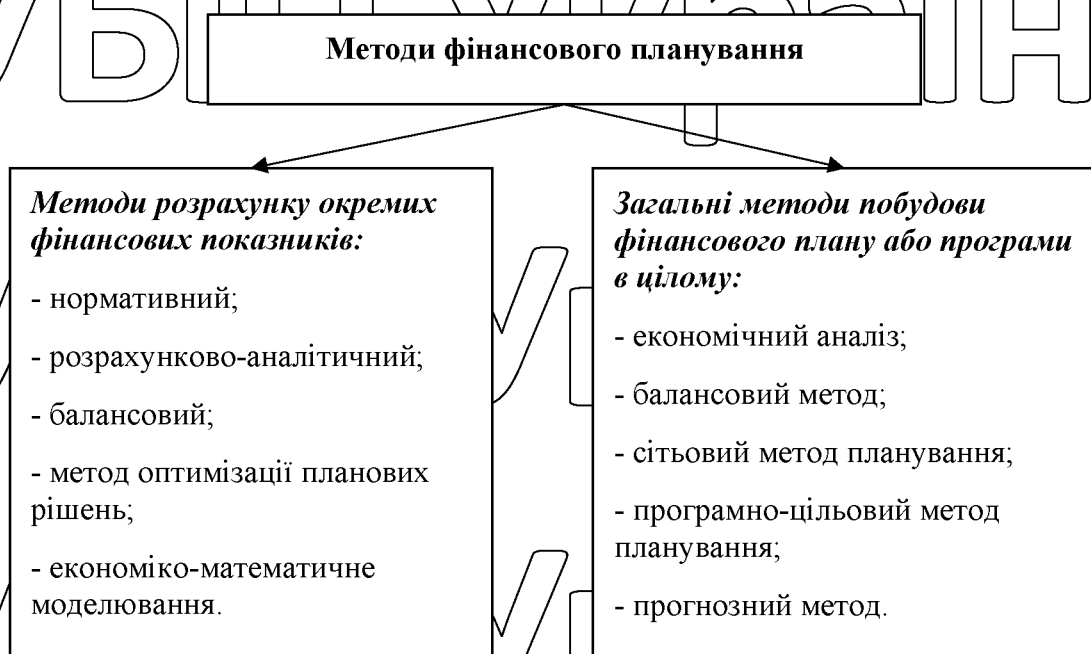 Методи фінансового планування
Методи розрахунку окремих
фінансових показників:
- нормативний;
- розрахунково-аналітичний;
- балансовий;
- метод оптимізації планових
рішень;
- економіко-математичне
моделювання.
Загальні методи побудови
фінансового плану або програми
в цілому:
- економічний аналіз;
- балансовий метод;
- сітьовий метод планування;
- програмно-цільовий метод
планування;
- прогнозний метод.